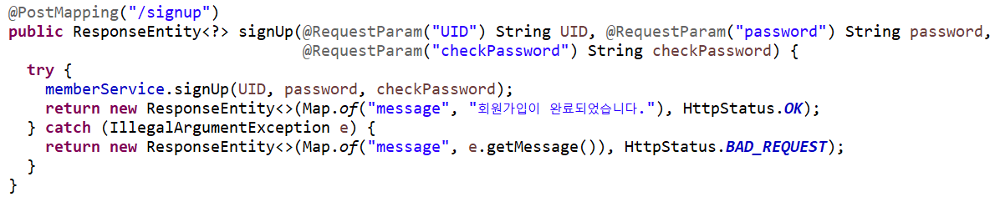 @PostMapping("/signup")
public ResponseEntity<?> signUp(@RequestParam("UID") String UID, @RequestParam("password") String password,
@RequestParam("checkPassword") String checkPassword) {
try {
memberService.signUp(UID, password, checkPassword);
return new ResponseEntity<>(Map.of("message", "회원가입이 완료되었습니다."), HttpStatus.OK);
} catch (IllegalArgumentException e) {
return new ResponseEntity<>(Map.of("message", e.getMessage()), HttpStatus.BAD_REQUEST);
}
}